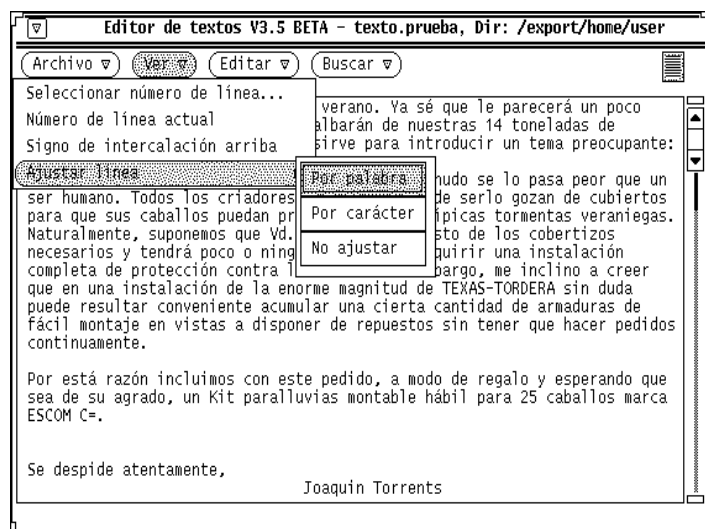 Editor de textos V3.5 BETA - texto.prueba, Dir: /export/home/user
Archivo Ver Editar Buscar
Seleccionar número de línea...
Número de línea actual
Signo de intercalación arriba
Ajustar línea
Por palabra
Por carácter
No ajustar
verano. Ya sé que le parecerá un poco
albarán de nuestras 14 toneladas de
sirve para introducir un tema preocupante:
nudo se lo pasa peor que un
ser humano. Todos los criadores de serlo gozan de cubiertos
para que sus caballos puedan pr ípicas tormentas veraniegas.
Naturalmente, suponemos que Vd. sto de los cobertizos
necesarios y tendrá poco o ning quirir una instalación
completa de protección contra l bargo, me inclino a creer
que en una instalación de la enorme magnitud de TEXAS-TORDERA sin duda
puede resultar conveniente acumular una cierta cantidad de armaduras de
fácil montaje en vistas a disponer de repuestos sin tener que hacer pedidos
continuamente.
Por está razón incluimos con este pedido, a modo de regalo y esperando que
sea de su agrado, un Kit paralluvias montable hábil para 25 caballos marca
ESCOM C=.
Se despide atentamente,
Joaquin Torrents